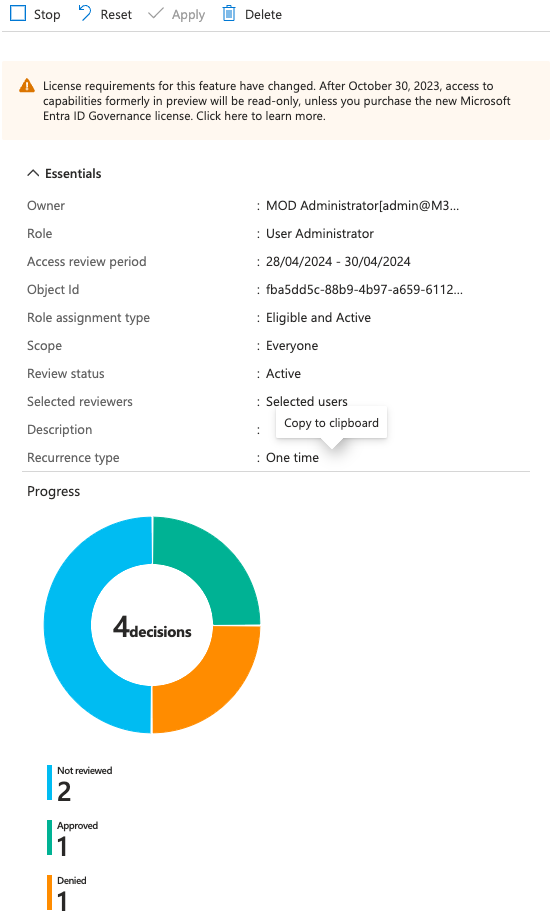 Stop Reset Apply Delete
License requirements for this feature have changed. After October 30, 2023, access to
capabilities formerly in preview will be read-only, unless you purchase the new Microsoft
Entra ID Governance license. Click here to learn more.
Essentials
Owner : MOD Administrator[admin@M3...
Role : User Administrator
Access review period : 28/04/2024 - 30/04/2024
Object Id : fba5dd5c-88b9-4b97-a659-6112...
Role assignment type : Eligible and Active
Scope : Everyone
Review status : Active
Selected reviewers : Selected users
Copy to clipboard
Description :
Recurrence type : One time
Progress
4decisions
Not reviewed
2
Approved
1
Denied
1